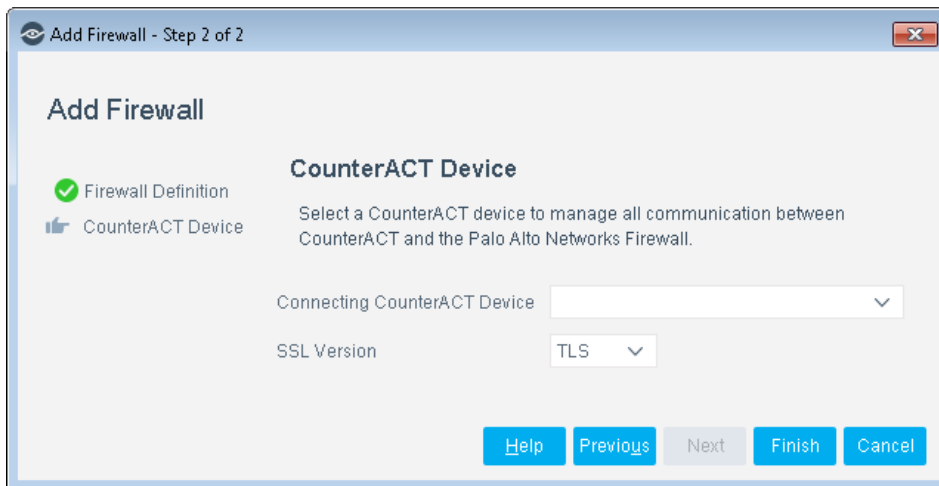 Add Firewall - Step 2 of 2
Add Firewall
Firewall Definition
CounterACT Device
CounterACT Device
Select a CounterACT device to manage all communication between
CounterACT and the Palo Alto Networks Firewall.
Connecting CounterACT Device
SSL Version TLS
Help Previous Next Finish Cancel